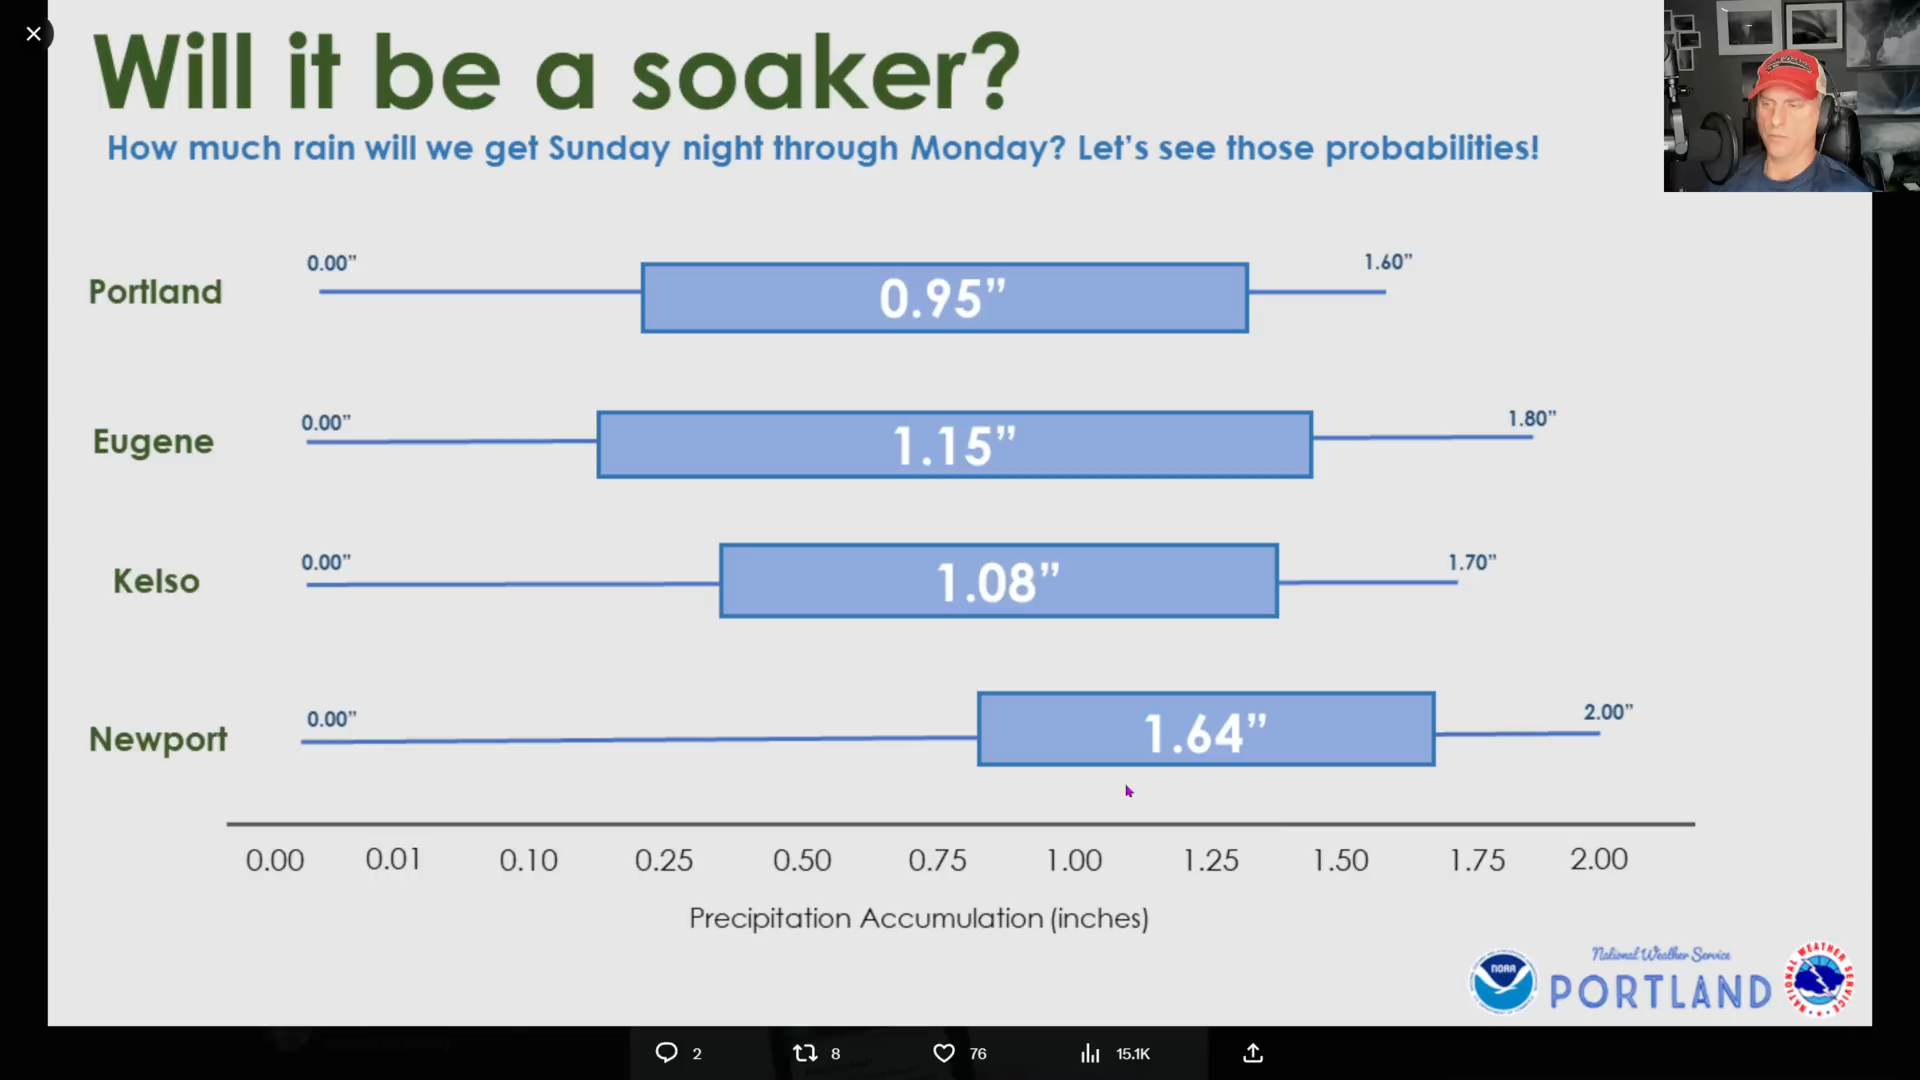 Will it be a soaker?
How much rain will we get Sunday night through Monday? Let's see those probabilities!
Portland
0.00”
0.95”
1.60”
Eugene
0.00”
1.15”
1.80”
Kelso
0.00”
1.08”
1.70”
Newport
0.00”
1.64”
2.00”
0.00 0.01 0.10 0.25 0.50 0.75 1.00 1.25 1.50 1.75 2.00
Precipitation Accumulation (inches)
NOAA
National Weather Service
PORTLAND
NATIONAL WEATHER SERVICE
2 8 76 15.1K